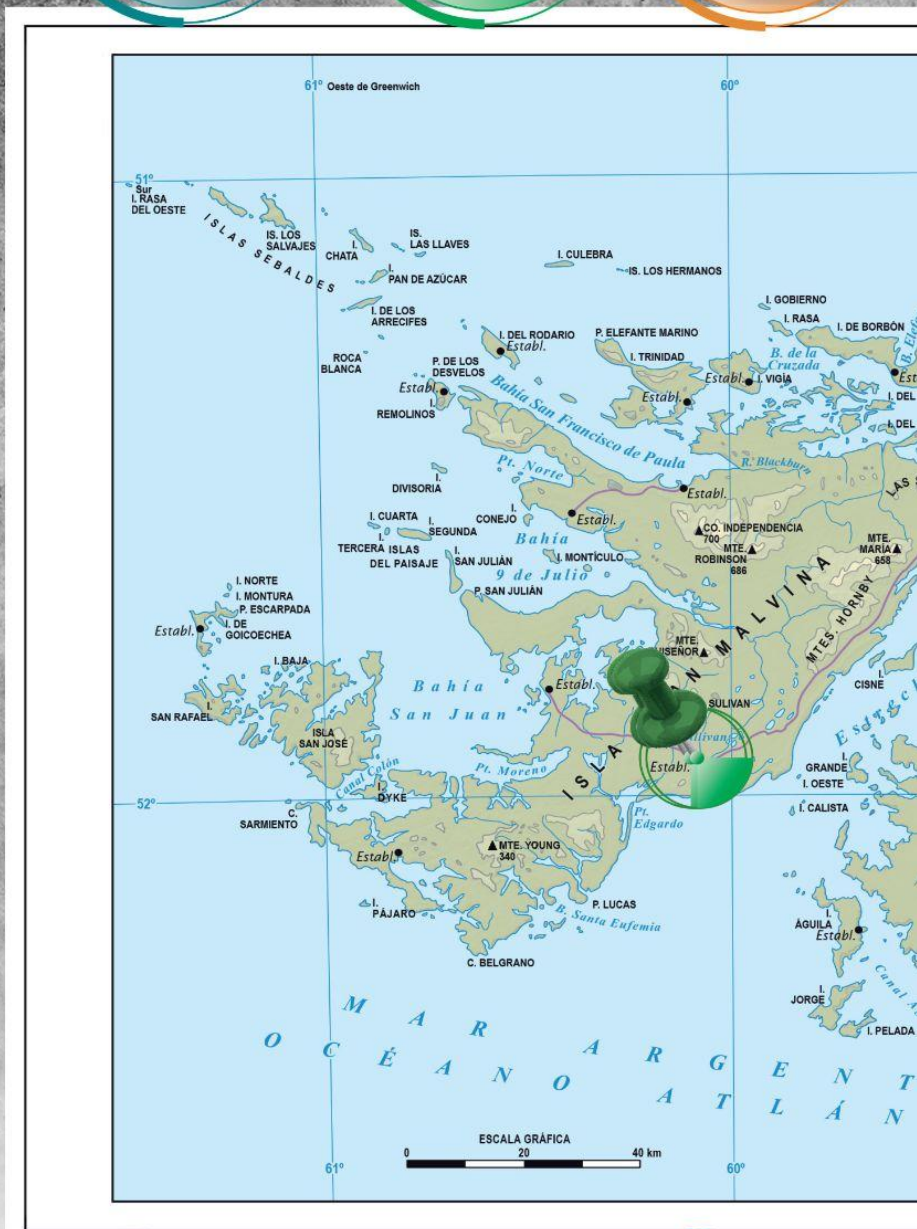 61° Oeste de Greenwich
60°
51°
Sur
I. RASA
DEL OESTE
ISLAS SEBALDES
IS. LOS
SALVAJES
I.
CHATA
IS.
LAS LLAVES
I.
PAN DE AZÚCAR
I. DE LOS
ARRECIFES
I. CULEBRA
IS. LOS HERMANOS
I. GOBIERNO
I. RASA
I. DE BORBÓN
ROCA
BLANCA
P. DE LOS
DESVELOS
I. DEL RODARIO
Establ.
P. ELEFANTE MARINO
I. TRINIDAD
B. de la
Cruzada
Establ.
I. VIGÍA
Establ.
Establ.
I.
REMOLINOS
Bahía San Francisco de Paula
I. DEL
I. DEL
Pt. Norte
R. Blackburn
LAS
I.
DIVISORIA
Establ.
I. CUARTA
I.
SEGUNDA
I.
TERCERA
ISLAS
DEL PAISAJE
I.
CONEJO
Establ.
CO. INDEPENDENCIA
700
MTE.
ROBINSON
686
MTE.
MARÍA
658
Bahía
9 de Julio
I. MONTÍCULO
I.
SAN JULIÁN
P. SAN JULIÁN
MTES. HORNBY
I. NORTE
I. MONTURA
P. ESCARPADA
Establ.
I. DE
GOICOECHEA
I. BAJA
MTE.
I.
CISNE
Bahía
San Juan
Establ.
SULIVAN
I.
SAN RAFAEL
ISLA
SAN JOSÉ
ISLA
AN MALVINA
Establ.
Pt. Moreno
Canal Colón
I.
GRANDE
I. OESTE
52°
I.
DYKE
C.
SARMIENTO
Pt.
Edgardo
I. CALISTA
Establ.
MTE. YOUNG
340
I.
PÁJARO
P. LUCAS
B. Santa Eufemia
C. BELGRANO
I.
ÁGUILA
Establ.
I.
JORGE
I. PELADA
MAR ARGENT
OCÉANO ATLÁN
ESCALA GRÁFICA
0 20 40 km
61°
60°